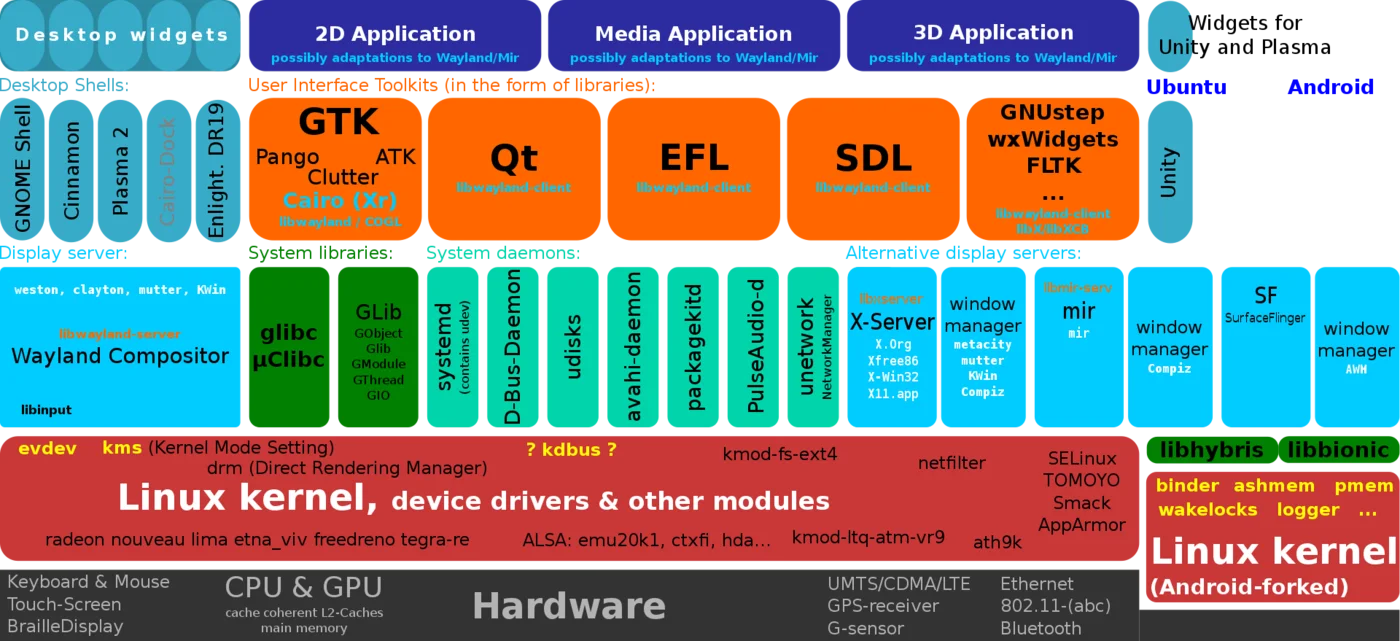 Desktop widgets
2D Application
possibly adaptations to Wayland/Mir
Media Application
possibly adaptations to Wayland/Mir
3D Application
possibly adaptations to Wayland/Mir
Widgets for
Unity and Plasma
Desktop Shells:
User Interface Toolkits (in the form of libraries):
Ubuntu
Android
GNOME Shell
Cinnamon
Plasma 2
Cairo-Dock
Enlight. DR19
GTK
Pango
ATK
Clutter
Cairo (Xr)
libwayland / COGL
Qt
libwayland-client
EFL
libwayland-client
SDL
libwayland-client
GNUstep
wxWidgets
FLTK
...
libwayland-client
libX/libXCB
Unity
Display server:
System libraries:
System daemons:
Alternative display servers:
weston, clayton, mutter, KWin
libwayland-server
Wayland Compositor
libinput
glibc
µClibc
GLib
GObject
Glib
GModule
GThread
GIO
systemd
(contains udev)
D-Bus-Daemon
udisks
avahi-daemon
packagekitd
PulseAudio-d
unetwork
NetworkManager
libxserver
X-Server
X.Org
Xfree86
X-Win32
X11.app
window
manager
metacity
mutter
KWin
Compiz
libmir-serv
mir
mir
window
manager
Compiz
SF
SurfaceFlinger
window
manager
AWM
evdev
kms (Kernel Mode Setting)
drm (Direct Rendering Manager)
? kdbus ?
kmod-fs-ext4
netfilter
SELinux
TOMOYO
Smack
AppArmor
Linux kernel, device drivers & other modules
radeon nouveau lima etna_viv freedreno tegra-re
ALSA: emu20k1, ctxfi, hda...
kmod-ltq-atm-vr9
ath9k
libhybris
libbionic
binder ashmem pmem
wakelocks logger ...
Linux kernel
(Android-forked)
Keyboard & Mouse
Touch-Screen
BrailleDisplay
CPU & GPU
cache coherent L2-Caches
main memory
Hardware
UMTS/CDMA/LTE
GPS-receiver
G-sensor
Ethernet
802.11-(abc)
Bluetooth